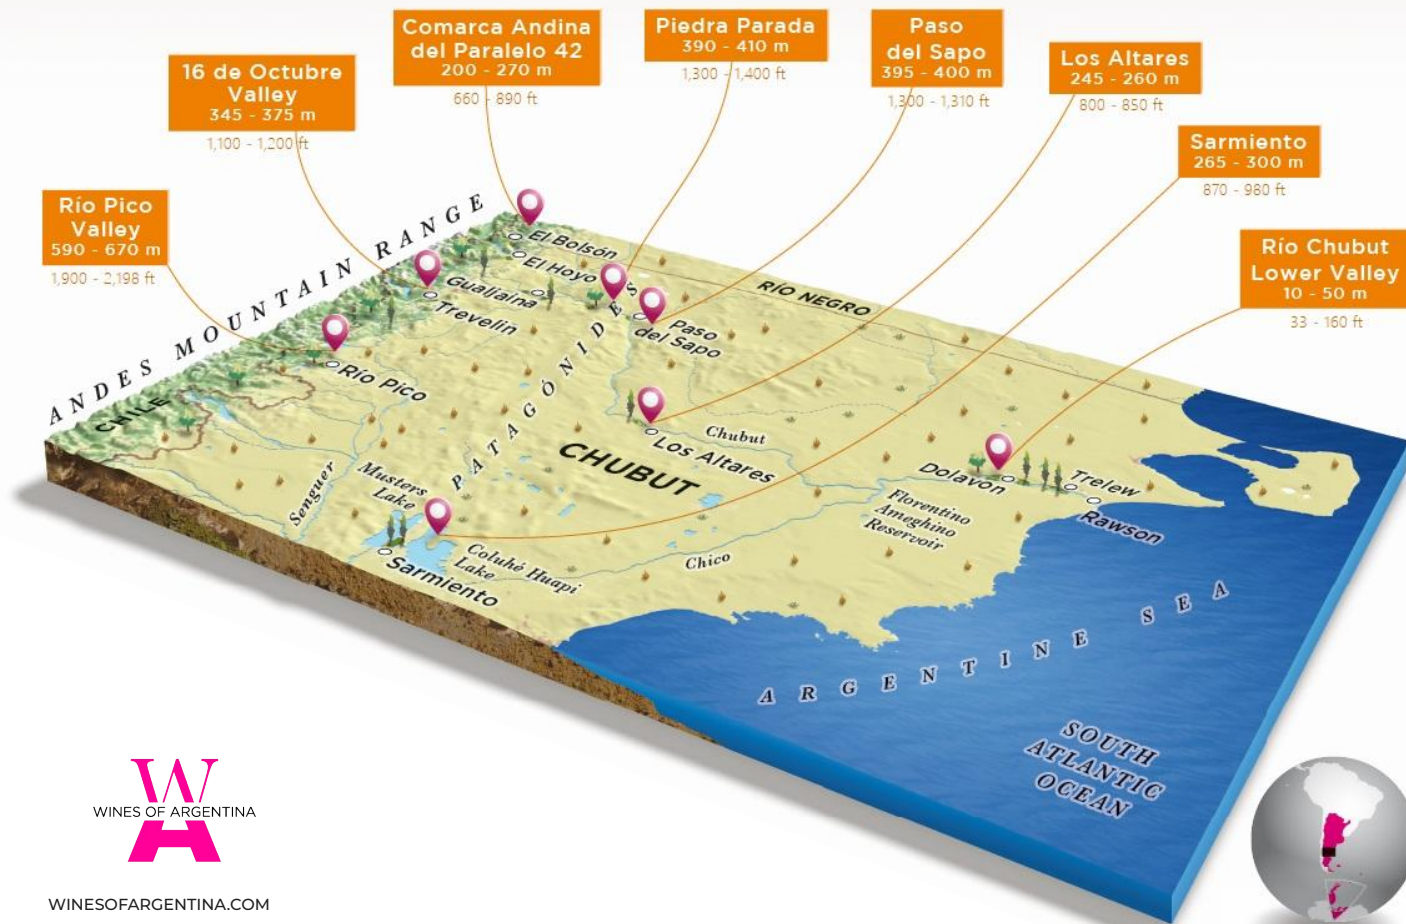 Comarca Andina
del Paralelo 42
200 - 270 m
660 - 890 ft
Piedra Parada
390 - 410 m
1,300 - 1,400 ft
Paso
del Sapo
395 - 400 m
1,300 - 1,310 ft
Los Altares
245 - 260 m
800 - 850 ft
16 de Octubre
Valley
345 - 375 m
1,100 - 1,200 ft
Sarmiento
265 - 300 m
870 - 980 ft
Río Pico
Valley
590 - 670 m
1,900 - 2,198 ft
Río Chubut
Lower Valley
10 - 50 m
33 - 160 ft
ANDES MOUNTAIN RANGE
El Bolsón
El Hoyo
Gualjaina
Trevelin
RÍO NEGRO
Paso
del Sapo
PATAGÓNIDES
Río Pico
CHILE
Los Altares
Chubut
CHUBUT
Dolavon
Trelew
Rawson
Florentino
Ameghino
Reservoir
Senguer
Musters
Lake
Coluhé Huapi
Lake
Chico
Sarmiento
ARGENTINE SEA
SOUTH
ATLANTIC
OCEAN
WINES OF ARGENTINA
WINESOFARGENTINA.COM